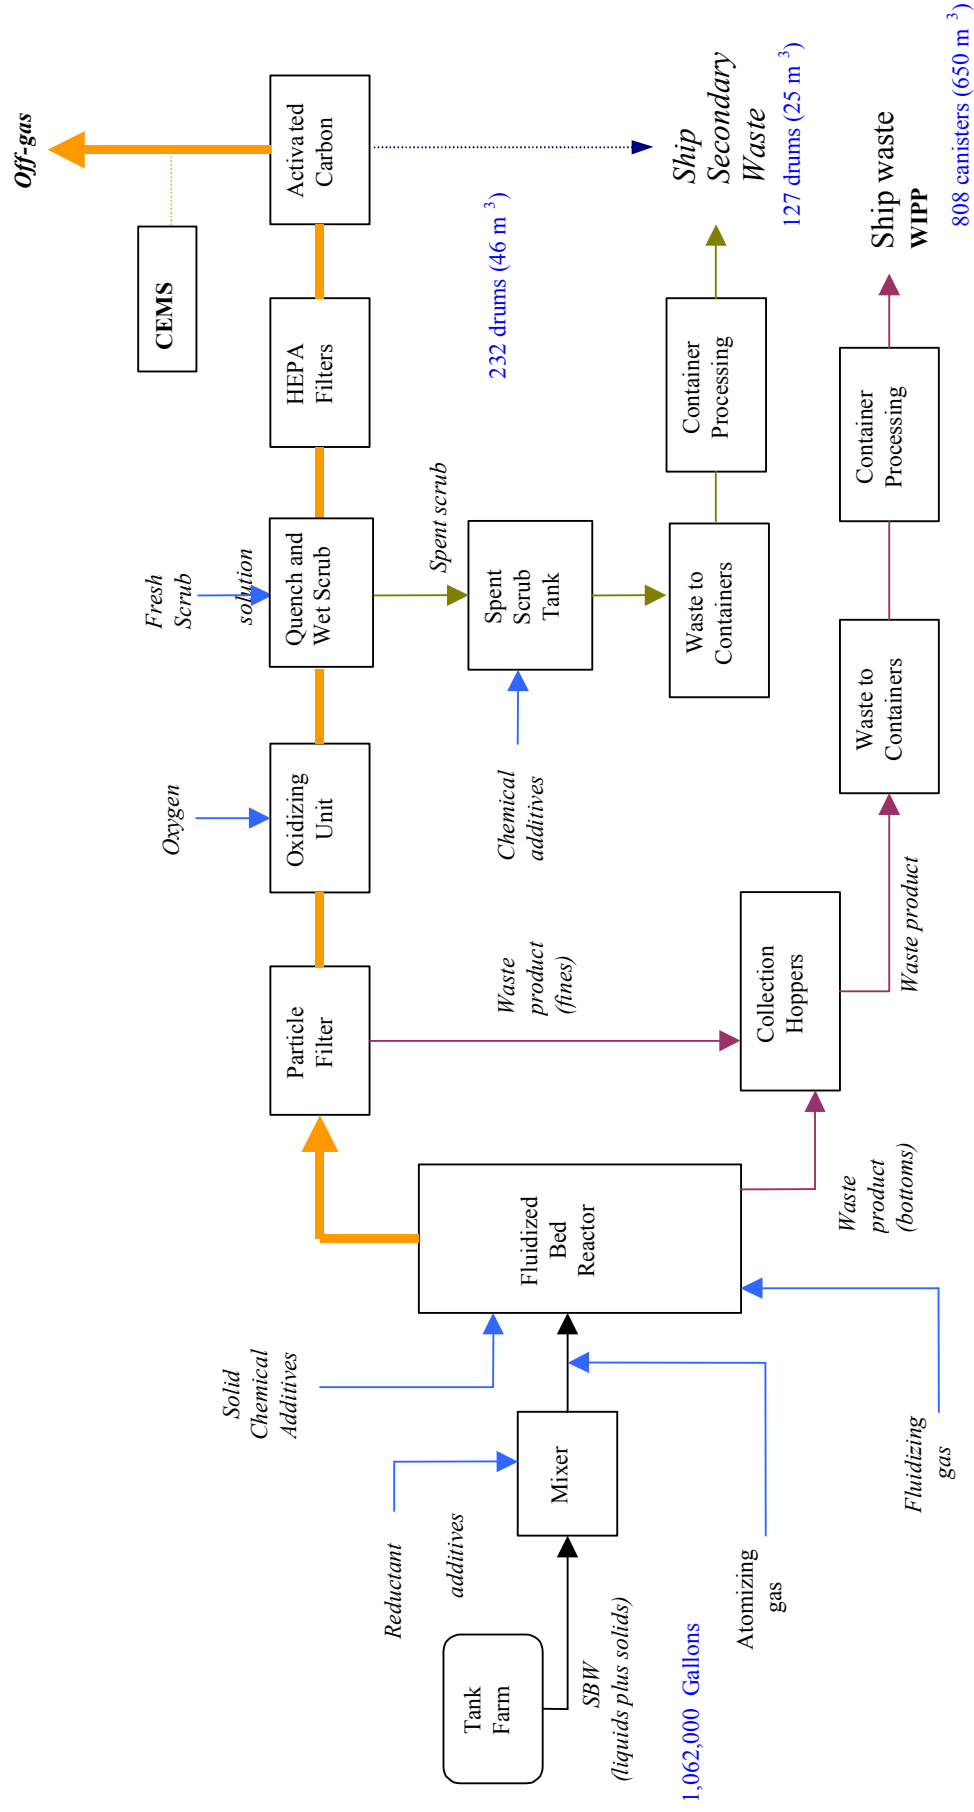 Tank
Farm
SBW
(liquids plus solids)
1,062,000 Gallons
Reductant
additives
Mixer
Atomizing
gas
Solid
Chemical
Additives
Fluidized
Bed
Reactor
Fluidizing
gas
Waste
product
(bottoms)
Particle
Filter
Waste
product
(fines)
Collection
Hoppers
Waste product
Oxygen
Oxidizing
Unit
Chemical
additives
Waste to
Containers
Fresh
Scrub
solution
Quench and
Wet Scrub
Spent scrub
Spent
Scrub
Tank
Waste to
Containers
Container
Processing
HEPA
Filters
232 drums (46 m 3)
Container
Processing
CEMS
Activated
Carbon
Off-gas
Ship
Secondary
Waste
127 drums (25 m 3)
Ship waste
WIPP
808 canisters (650 m 3)